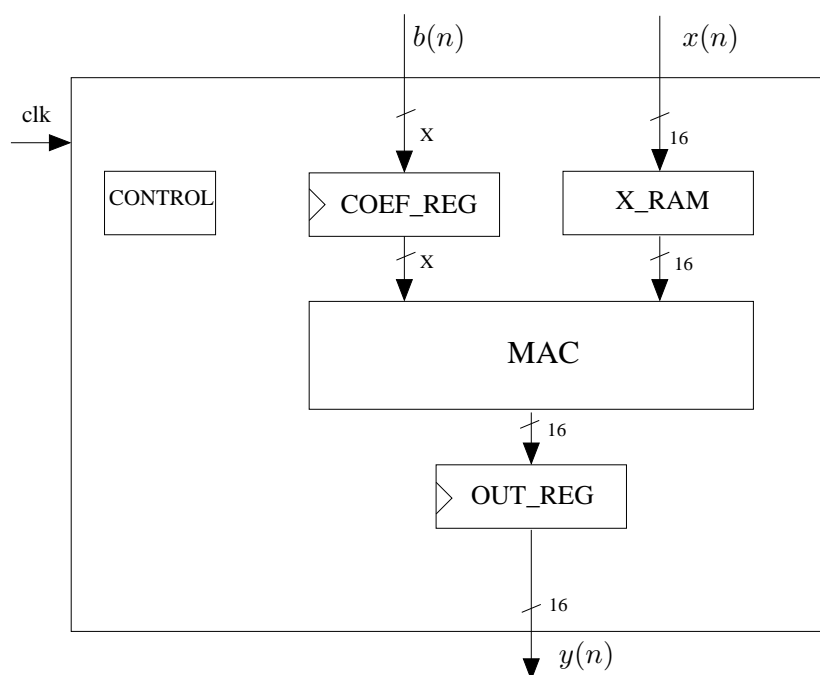 b(n)
x(n)
clk
X
16
CONTROL
COEF_REG
X_RAM
X
16
MAC
16
OUT_REG
16
y(n)